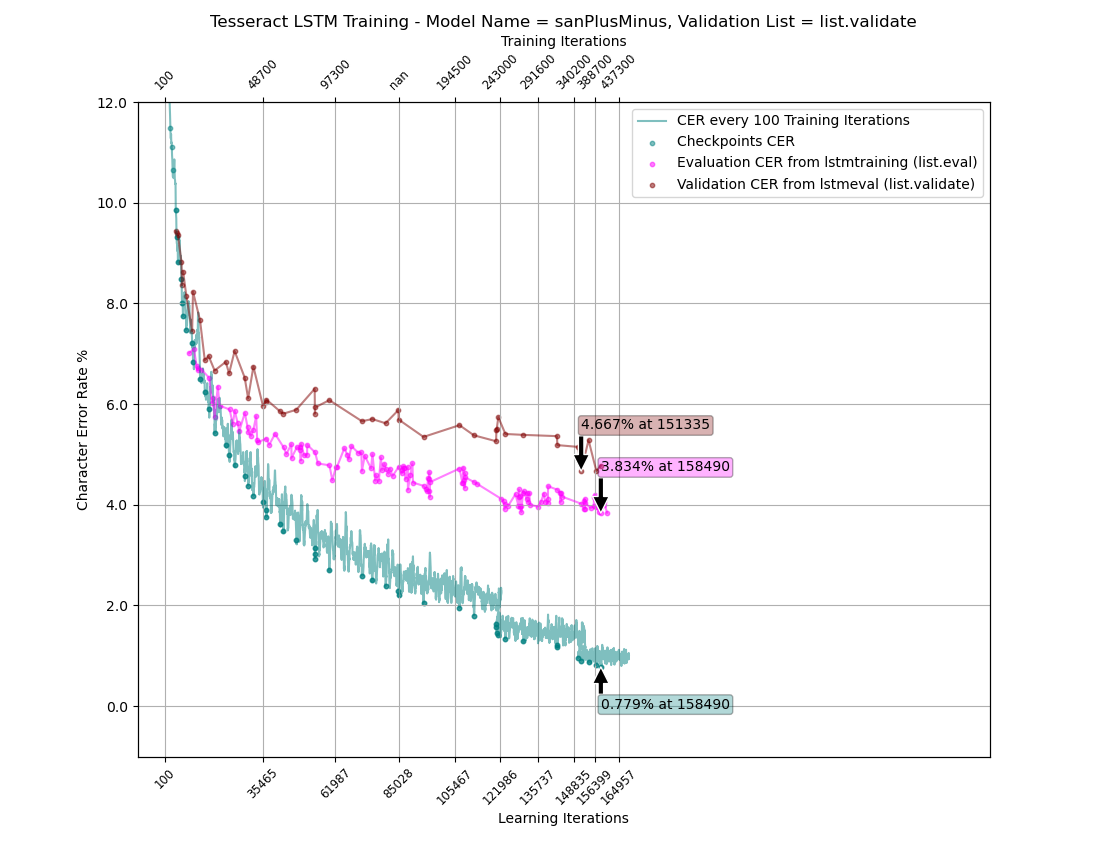 Tesseract LSTM Training - Model Name = sanPlusMinus, Validation List = list.validate
Training Iterations
100 48700 97300 nan 194500 243000 291600 340200 388700 437300
CER every 100 Training Iterations
Checkpoints CER
Evaluation CER from lstmtraining (list.eval)
Validation CER from lstmeval (list.validate)
12.0
10.0
8.0
6.0
4.0
2.0
0.0
Character Error Rate %
4.667% at 151335
3.834% at 158490
0.779% at 158490
100 35465 61987 85028 105467 121986 135737 148835 156399 164957
Learning Iterations